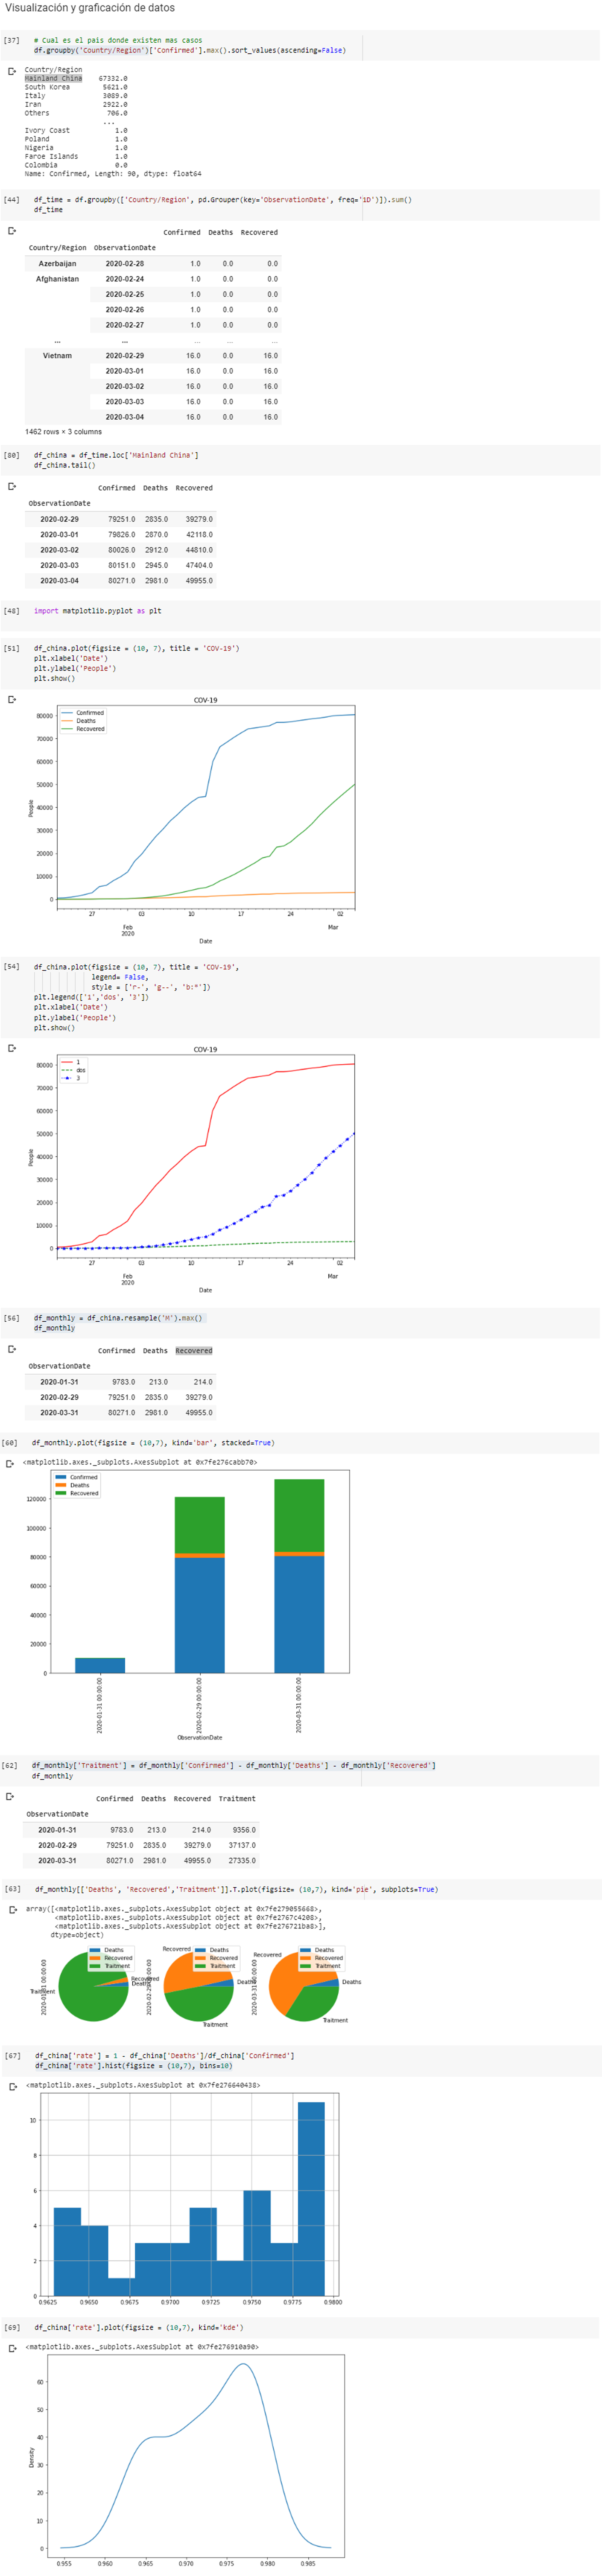 Visualización y graficación de datos
[37] # Cual es el pais donde existen mas casos
df.groupby('Country/Region')['Confirmed'].max().sort_values(ascending=False)
Country/Region
Mainland China 67332.0
South Korea 5621.0
Italy 3089.0
Iran 2922.0
Others 706.0
...
Ivory Coast 1.0
Poland 1.0
Nigeria 1.0
Faroe Islands 1.0
Colombia 0.0
Name: Confirmed, Length: 90, dtype: float64
[44] df_time = df.groupby(['Country/Region', pd.Grouper(key='ObservationDate', freq='1D')]).sum()
df_time
Confirmed Deaths Recovered
Country/Region ObservationDate
Azerbaijan 2020-02-28 1.0 0.0 0.0
Afghanistan 2020-02-24 1.0 0.0 0.0
2020-02-25 1.0 0.0 0.0
2020-02-26 1.0 0.0 0.0
2020-02-27 1.0 0.0 0.0
... ... ... ... ...
Vietnam 2020-02-29 16.0 0.0 16.0
2020-03-01 16.0 0.0 16.0
2020-03-02 16.0 0.0 16.0
2020-03-03 16.0 0.0 16.0
2020-03-04 16.0 0.0 16.0
1462 rows × 3 columns
[80] df_china = df_time.loc['Mainland China']
df_china.tail()
Confirmed Deaths Recovered
ObservationDate
2020-02-29 79251.0 2835.0 39279.0
2020-03-01 79826.0 2870.0 42118.0
2020-03-02 80026.0 2912.0 44810.0
2020-03-03 80151.0 2945.0 47404.0
2020-03-04 80271.0 2981.0 49955.0
[48] import matplotlib.pyplot as plt
[51] df_china.plot(figsize = (10, 7), title = 'COV-19')
plt.xlabel('Date')
plt.ylabel('People')
plt.show()
COV-19
Confirmed
Deaths
Recovered
80000
70000
60000
50000
40000
30000
20000
10000
0
People
27 03 10 17 24 02
Feb Mar
2020
Date
[54] df_china.plot(figsize = (10, 7), title = 'COV-19',
legend= False,
style = ['r-', 'g--', 'b:*'])
plt.legend(['1','dos', '3'])
plt.xlabel('Date')
plt.ylabel('People')
plt.show()
COV-19
1
dos
3
80000
70000
60000
50000
40000
30000
20000
10000
0
People
27 03 10 17 24 02
Feb Mar
2020
Date
[56] df_monthly = df_china.resample('M').max()
df_monthly
Confirmed Deaths Recovered
ObservationDate
2020-01-31 9783.0 213.0 214.0
2020-02-29 79251.0 2835.0 39279.0
2020-03-31 80271.0 2981.0 49955.0
[60] df_monthly.plot(figsize = (10,7), kind='bar', stacked=True)
<matplotlib.axes._subplots.AxesSubplot at 0x7fe276cabb70>
Confirmed
Deaths
Recovered
120000
100000
80000
60000
40000
20000
0
2020-01-31 00:00:00
2020-02-29 00:00:00
2020-03-31 00:00:00
ObservationDate
[62] df_monthly['Traitment'] = df_monthly['Confirmed'] - df_monthly['Deaths'] - df_monthly['Recovered']
df_monthly
Confirmed Deaths Recovered Traitment
ObservationDate
2020-01-31 9783.0 213.0 214.0 9356.0
2020-02-29 79251.0 2835.0 39279.0 37137.0
2020-03-31 80271.0 2981.0 49955.0 27335.0
[63] df_monthly[['Deaths', 'Recovered','Traitment']].T.plot(figsize= (10,7), kind='pie', subplots=True)
array([<matplotlib.axes._subplots.AxesSubplot object at 0x7fe279055668>,
<matplotlib.axes._subplots.AxesSubplot object at 0x7fe2767c4208>,
<matplotlib.axes._subplots.AxesSubplot object at 0x7fe276721ba8>],
dtype=object)
Deaths
Recovered
Traitment
Recovered
Deaths
Traitment
2020-01-31 00:00:00
Deaths
Recovered
Traitment
Recovered
Deaths
Traitment
2020-02-29 00:00:00
Deaths
Recovered
Traitment
Recovered
Deaths
Traitment
2020-03-31 00:00:00
[67] df_china['rate'] = 1 - df_china['Deaths']/df_china['Confirmed']
df_china['rate'].hist(figsize = (10,7), bins=10)
<matplotlib.axes._subplots.AxesSubplot at 0x7fe276640438>
10
8
6
4
2
0
0.9625 0.9650 0.9675 0.9700 0.9725 0.9750 0.9775 0.9800
[69] df_china['rate'].plot(figsize = (10,7), kind='kde')
<matplotlib.axes._subplots.AxesSubplot at 0x7fe276910a90>
60
50
40
30
20
10
0
Density
0.955 0.960 0.965 0.970 0.975 0.980 0.985